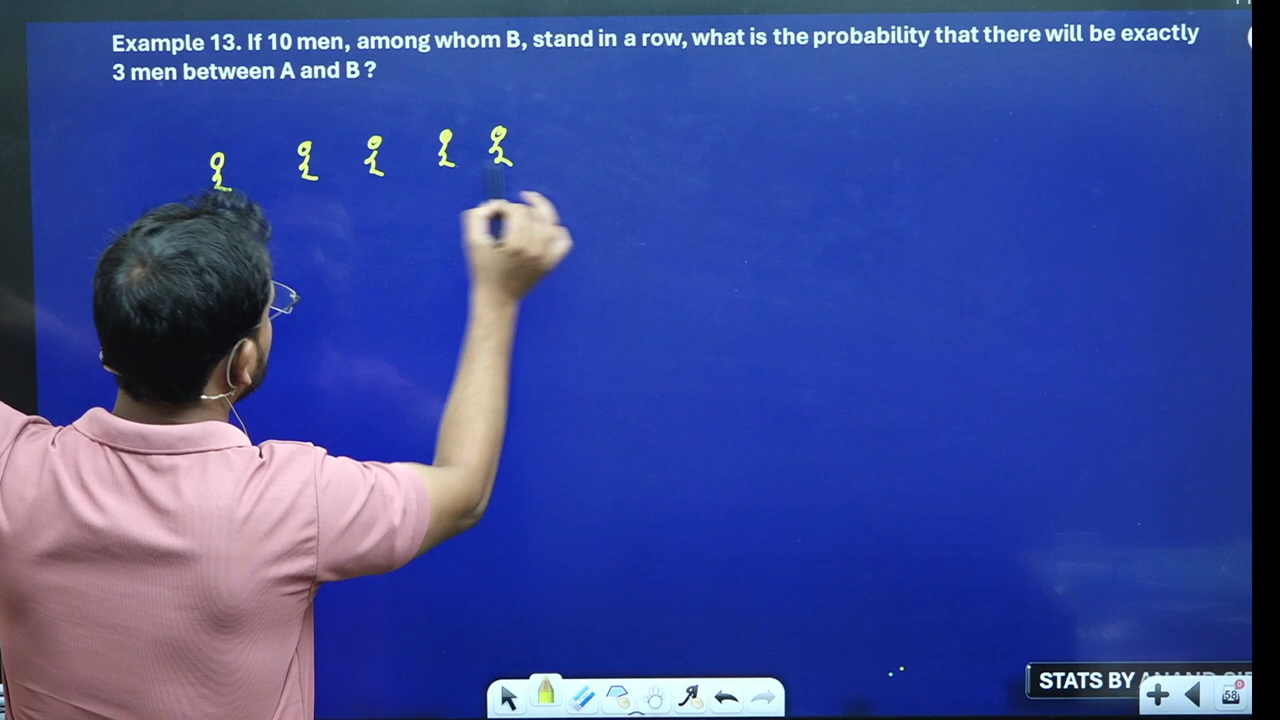 Example 13. If 10 men, among whom B, stand in a row, what is the probability that there will be exactly
3 men between A and B ?
STATS BY
58